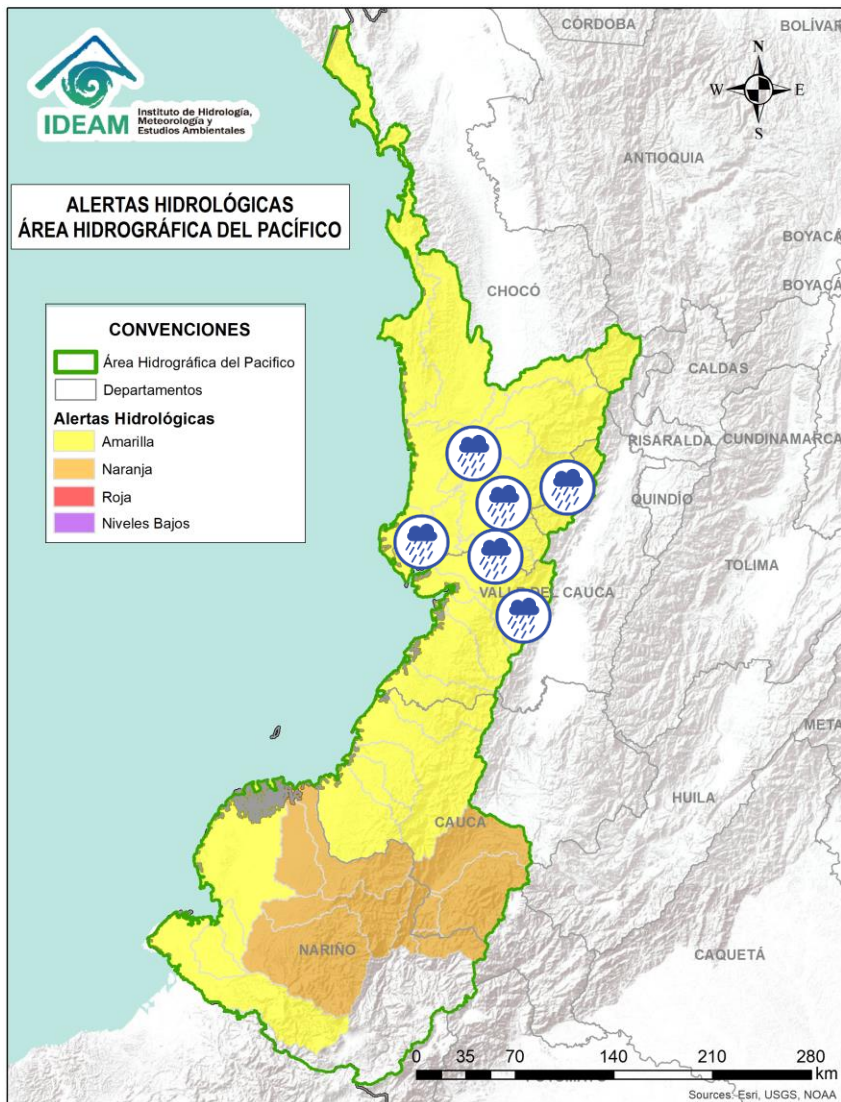 IDEAM
Instituto de Hidrología,
Meteorología y
Estudios Ambientales
ALERTAS HIDROLÓGICAS
ÁREA HIDROGRÁFICA DEL PACÍFICO
CONVENCIONES
Área Hidrográfica del Pacifico
Departamentos
Alertas Hidrológicas
Amarilla
Naranja
Roja
Niveles Bajos
N
W E
S
CÓRDOBA
BOLÍVAR
ANTIOQUIA
BOYACÁ
BOYACÁ
CHOCÓ
CALDAS
RISARALDA
CUNDINAMARCA
QUINDÍO
TOLIMA
VALLE DEL CAUCA
META
HUILA
CAUCA
NARIÑO
CAQUETÁ
0 35 70 140 210 280
km
Sources: Esri, USGS, NOAA